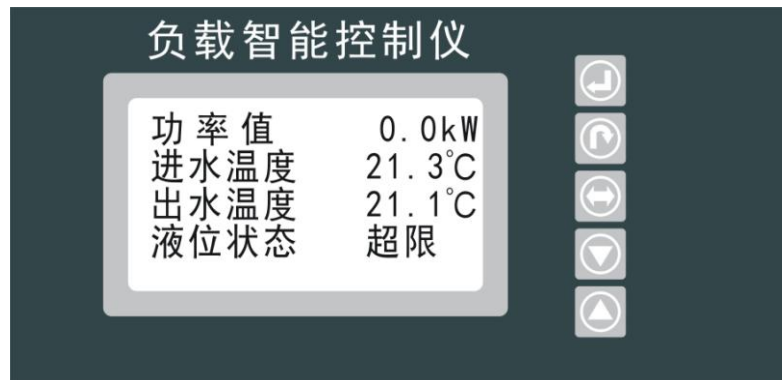 负载智能控制仪
功率值 0.0kW
进水温度 21.3℃
出水温度 21.1℃
液位状态 超限